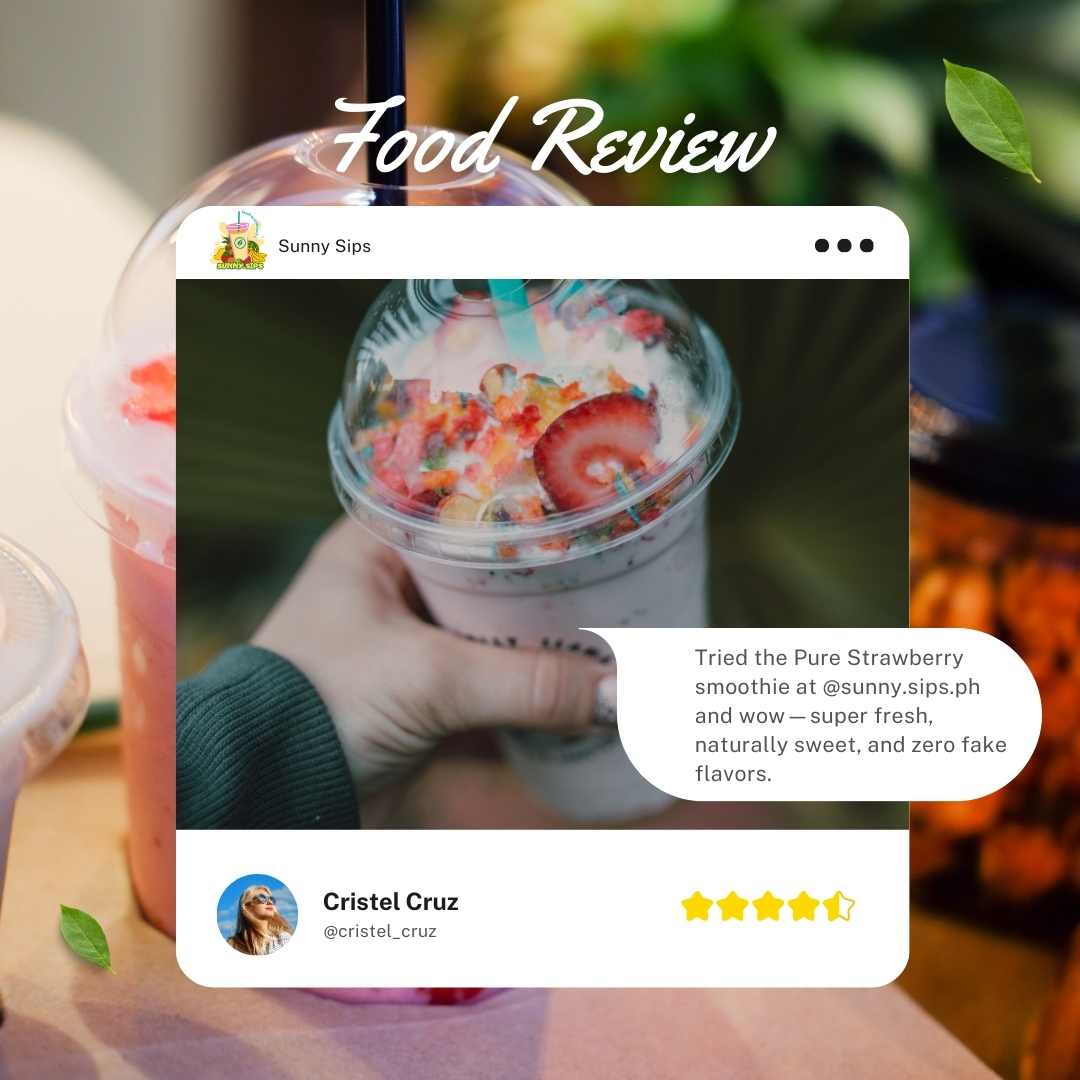 Food Review
SUNNY SIPS
Sunny Sips
Tried the Pure Strawberry
smoothie at @sunny.sips.ph
and wow—super fresh,
naturally sweet, and zero fake
flavors.
Cristel Cruz
@cristel_cruz